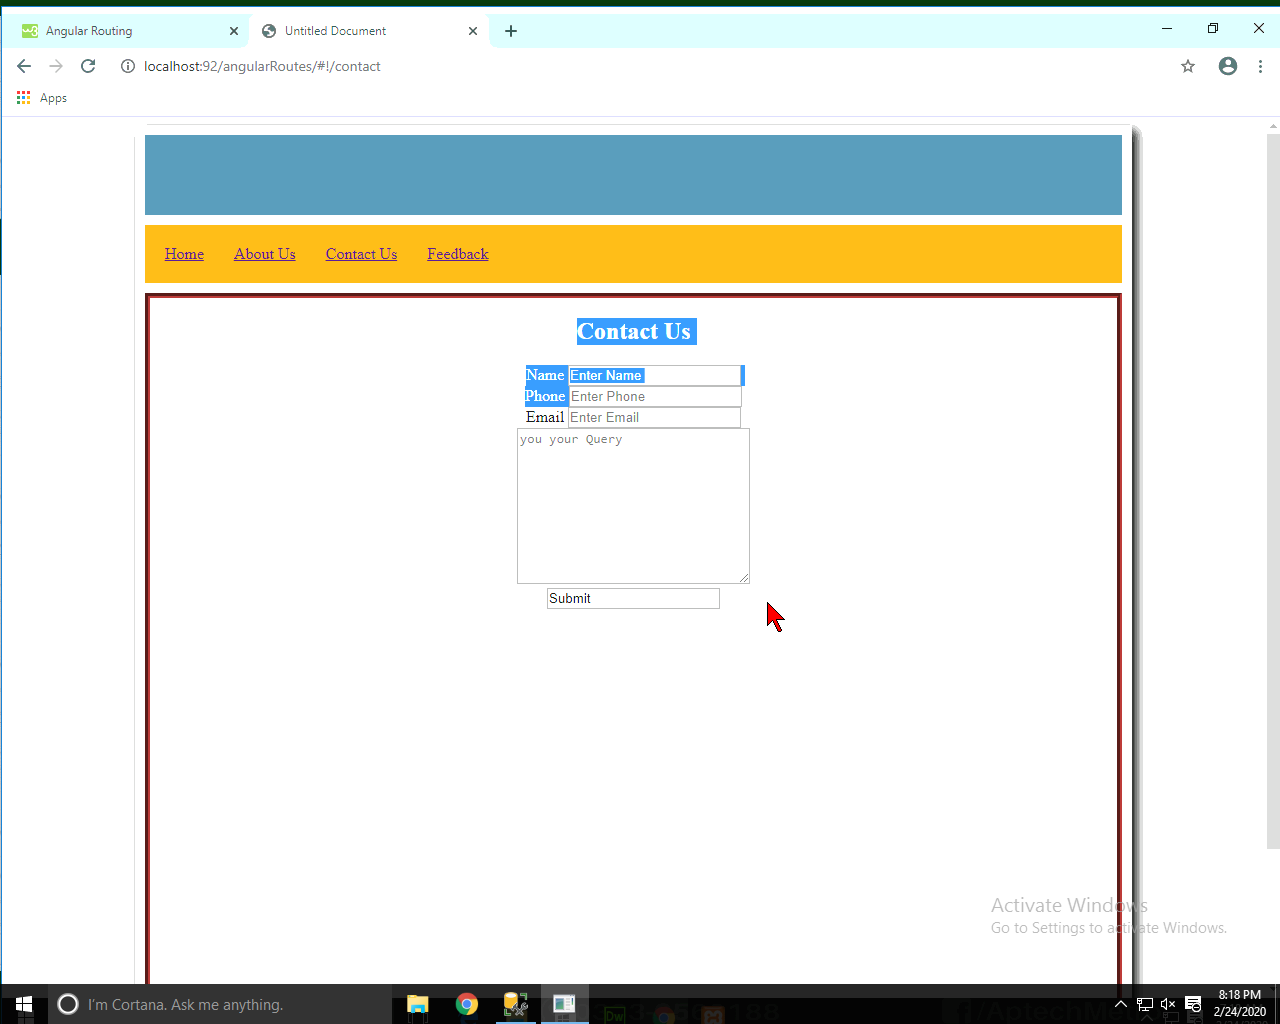 Angular Routing
Untitled Document
localhost:92/angularRoutes/#!/contact
Apps
Home About Us Contact Us Feedback
Contact Us
Name Enter Name
Phone Enter Phone
Email Enter Email
you your Query
Submit
Activate Windows
Go to Settings to activate Windows.
I'm Cortana. Ask me anything.
8:18 PM
2/24/2020